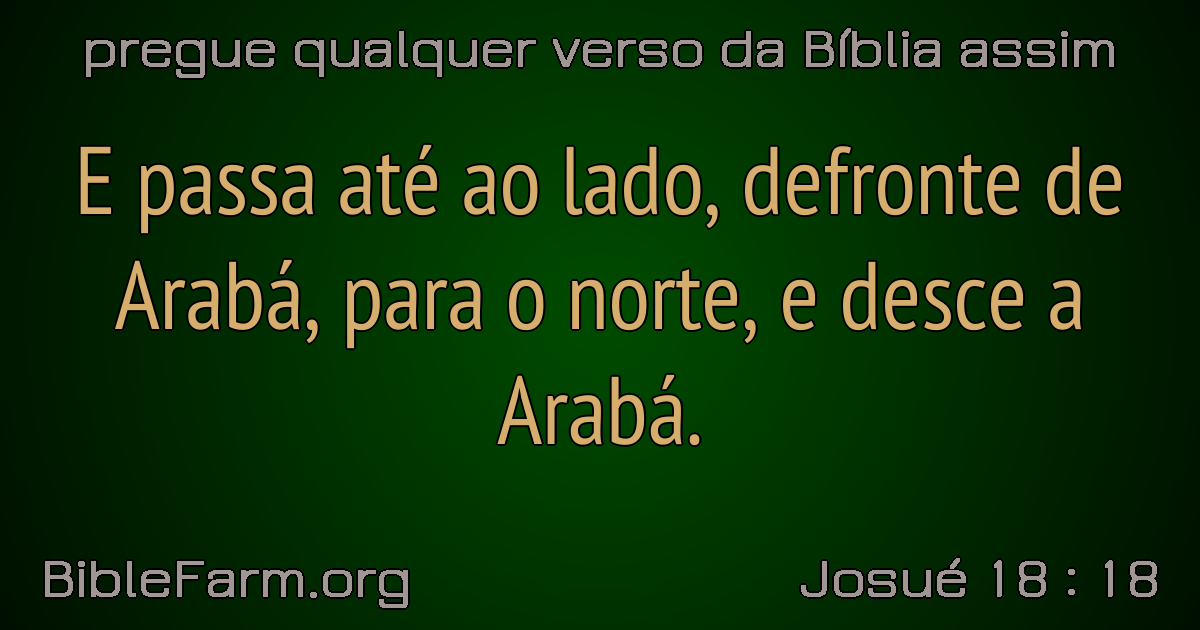 pregue qualquer verso da Bíblia assim
E passa até ao lado, defronte de
Arabá, para o norte, e desce a
Arabá.
BibleFarm.org
Josué 18 : 18